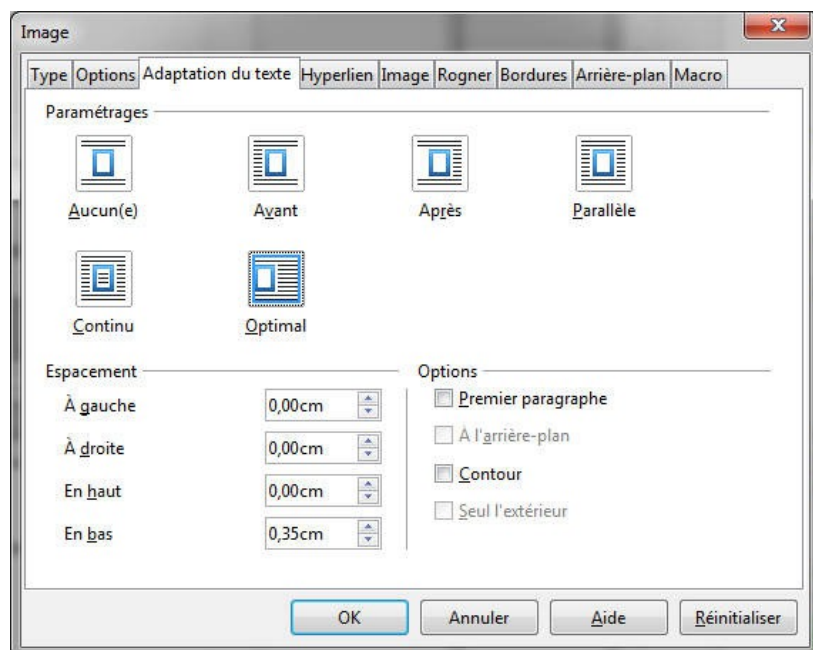 Image
Type Options Adaptation du texte Hyperlien Image Rogner Bordures Arrière-plan Macro
Paramétrages
Aucun(e) Avant Après Parallèle
Continu Optimal
Espacement Options
À gauche 0,00cm Premier paragraphe
À droite 0,00cm À l'arrière-plan
En haut 0,00cm Contour
En bas 0,35cm Seul l'extérieur
OK Annuler Aide Réinitialiser